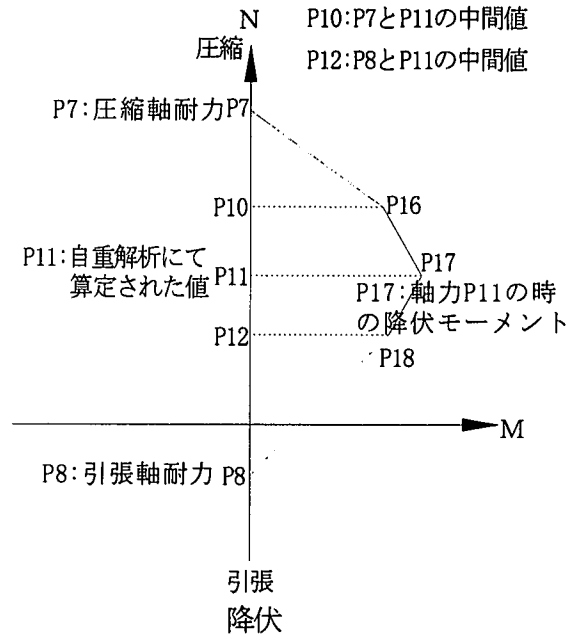 N
圧縮
P10:P7とP11の中間値
P12:P8とP11の中間値
P7:圧縮軸耐力P7
P10
P16
P11:自重解析にて
算定された値
P11
P17
P17:軸力P11の時
の降伏モーメント
P12
P18
M
P8:引張軸耐力 P8
引張
降伏